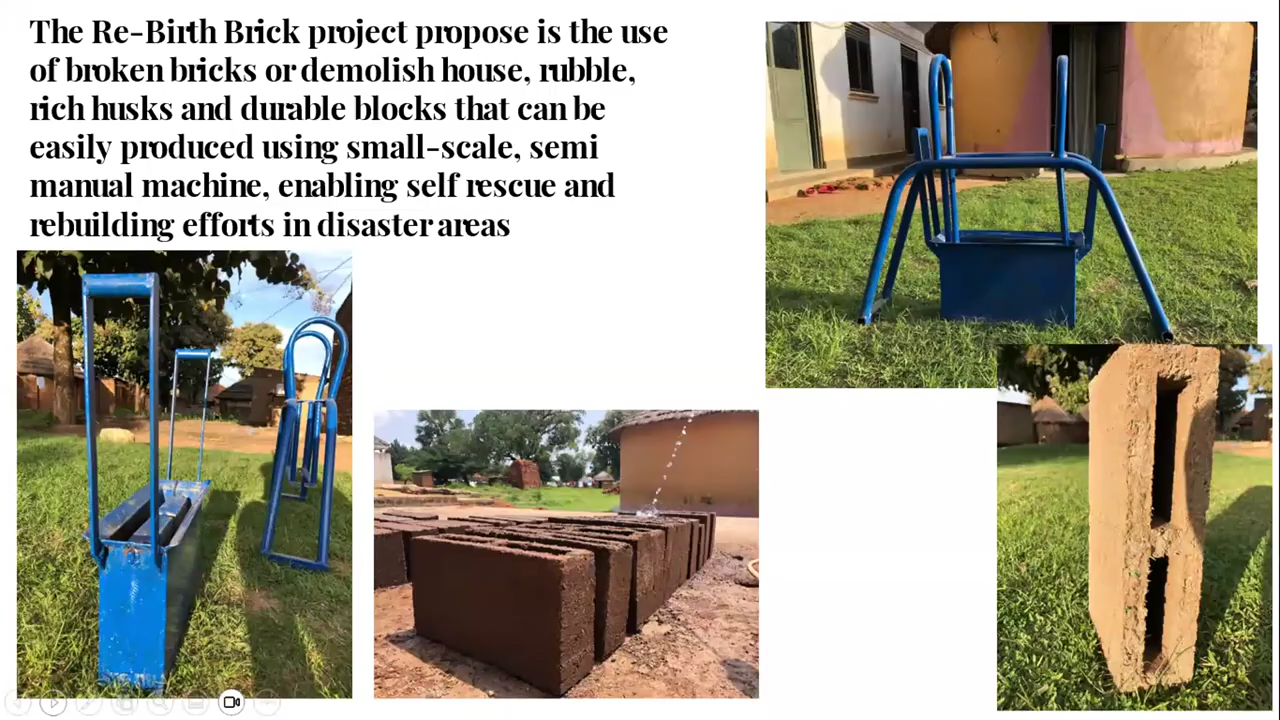 The Re-Birth Brick project propose is the use
of broken bricks or demolish house, rubble,
rich husks and durable blocks that can be
easily produced using small-scale, semi
manual machine, enabling self rescue and
rebuilding efforts in disaster areas